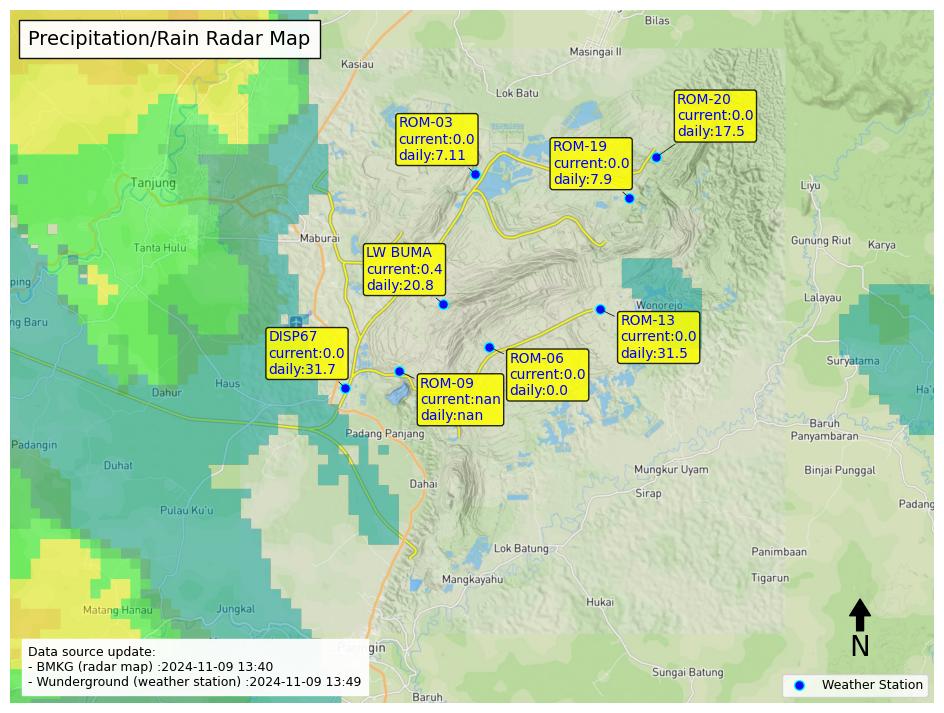 Precipitation/Rain Radar Map
Bilas
Masingai II
Kasiau
Lok Batu
ROM-20
current:0.0
daily:17.5
ROM-03
current:0.0
daily:7.11
ROM-19
current:0.0
daily:7.9
Tanjung
Liyu
Maburai
Tanta Hulu
Gunung Riut
Karya
LW BUMA
current:0.4
daily:20.8
ping
Lalayau
Wonorejo
ng Baru
ROM-13
current:0.0
daily:31.5
DISP67
current:0.0
daily:31.7
ROM-06
current:0.0
daily:0.0
Suryatama
ROM-09
current:nan
daily:nan
Haus
Dahur
Ha
Baruh
Panyambaran
Padang Panjang
Padangin
Duhat
Mungkur Uyam
Binjai Punggal
Dahai
Sirap
Padang
Pulau Ku'u
Lok Batung
Panimbaan
Mangkayahu
Tigarun
Hukai
Matang Hanau
Jungkal
N
Paringin
Data source update:
- BMKG (radar map) :2024-11-09 13:40
- Wunderground (weather station) :2024-11-09 13:49
Sungai Batung
Weather Station
Baruh